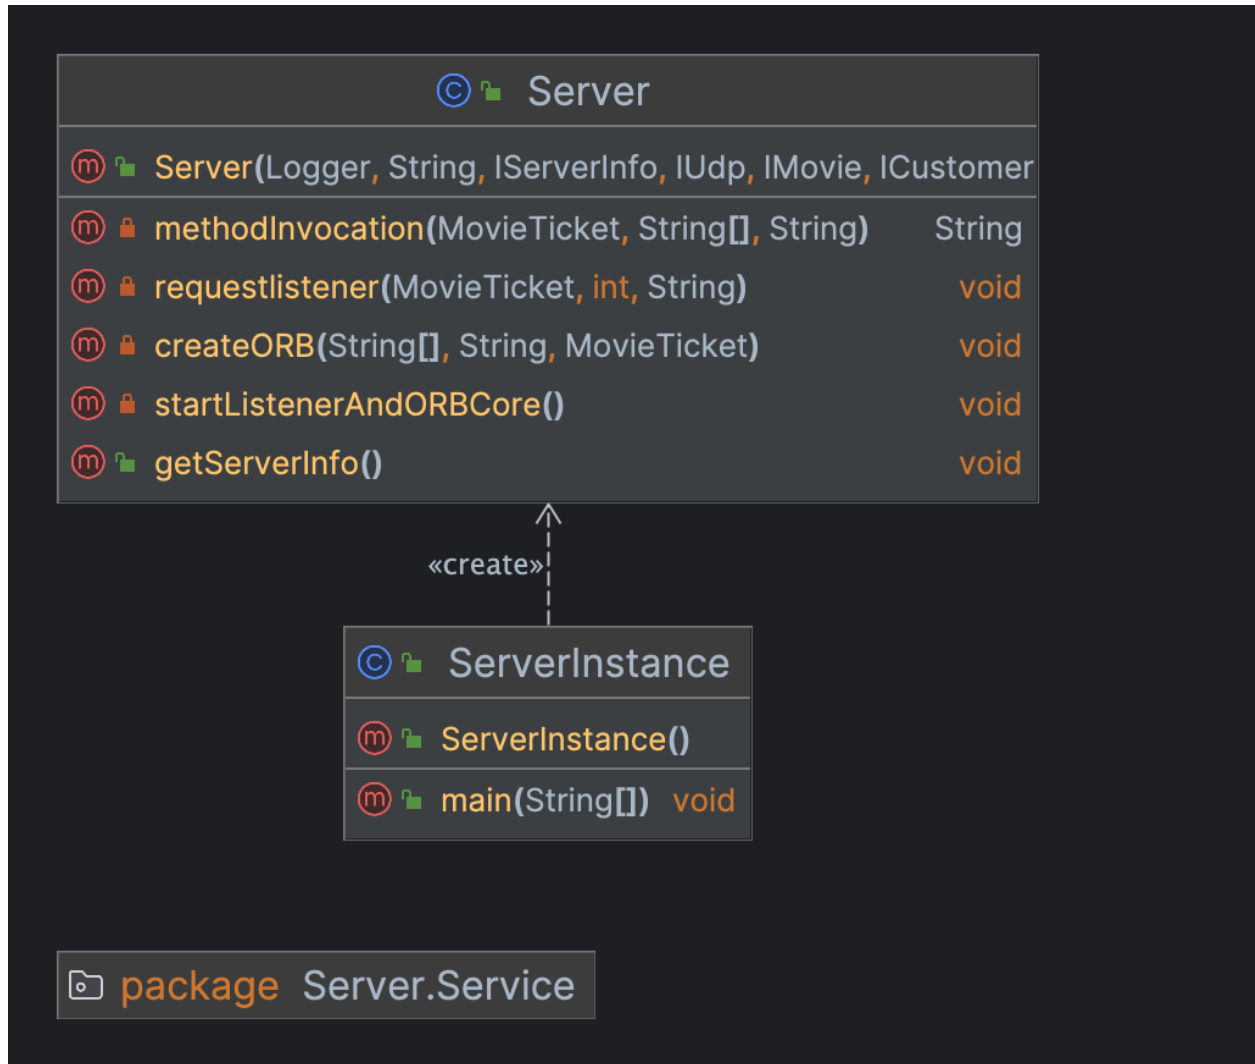 Server
Server(Logger, String, IServerInfo, IUdp, IMovie, ICustomer
methodInvocation(MovieTicket, String[], String) String
requestlistener(MovieTicket, int, String) void
createORB(String[], String, MovieTicket) void
startListenerAndORBCore() void
getServerInfo() void
«create»
ServerInstance
ServerInstance()
main(String[]) void
package Server.Service